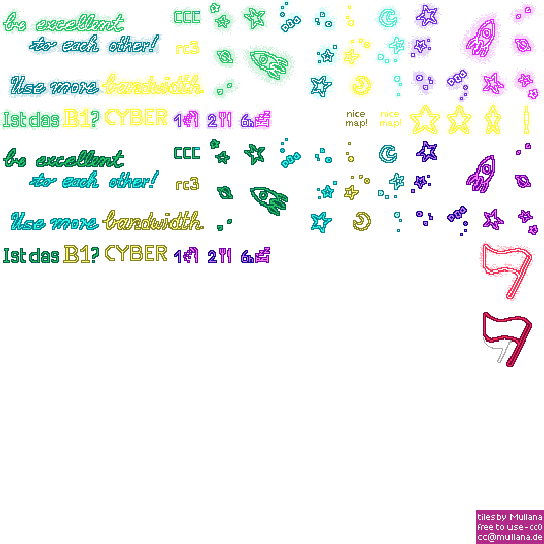 be excellent
to each other!
CCC
rc3
Use more bandwidth
Ist das B1? CYBER 1 2 6h
nice map!
nice map!
be excellent
to each other!
CCC
rc3
Use more bandwidth
Ist das B1? CYBER 1 2 6h
tiles by Mullana
free to use-cc0
cc@mullana.de